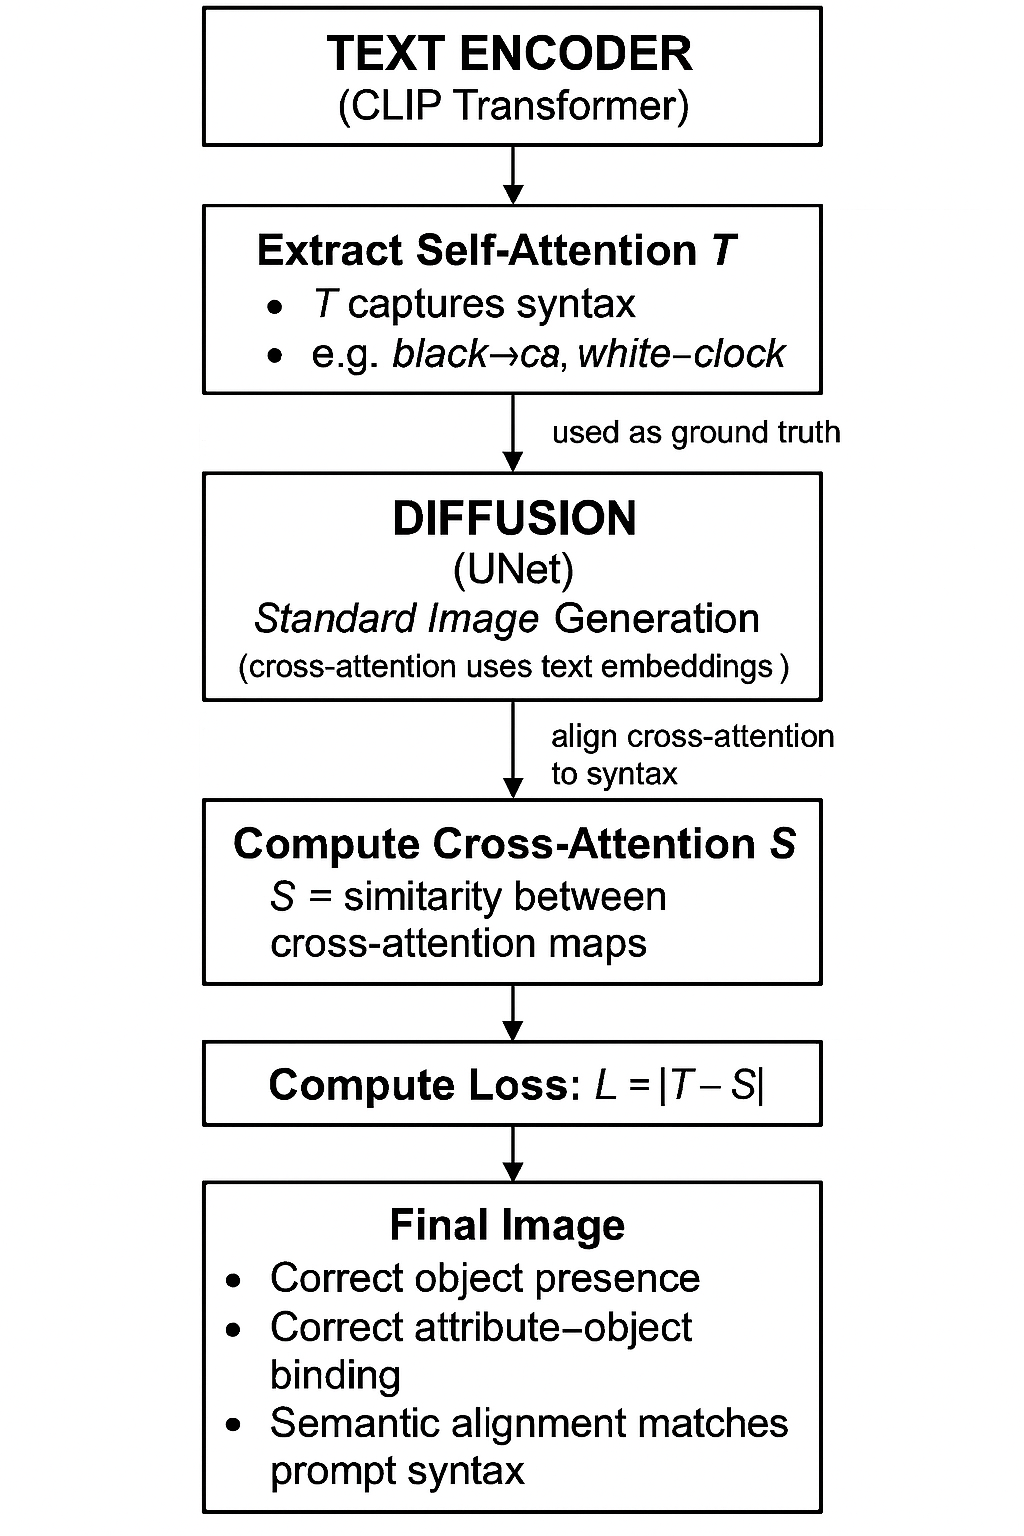 TEXT ENCODER
(CLIP Transformer)
Extract Self-Attention T
• T captures syntax
• e.g. black→ca, white–clock
used as ground truth
DIFFUSION
(UNet)
Standard Image Generation
(cross-attention uses text embeddings )
align cross-attention
to syntax
Compute Cross-Attention S
S = simitarity between
cross-attention maps
Compute Loss: L = |T – S|
Final Image
• Correct object presence
• Correct attribute–object
binding
• Semantic alignment matches
prompt syntax